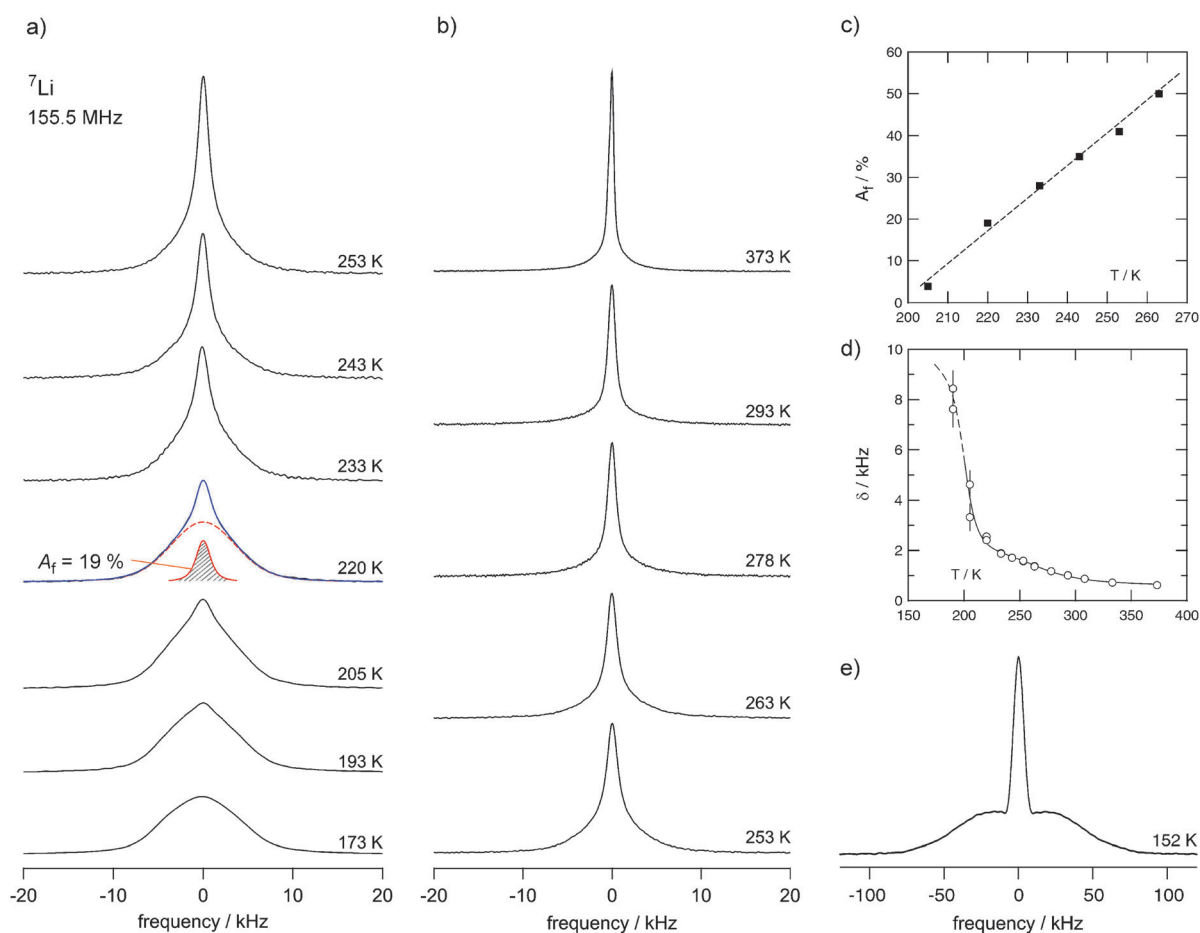 a)
⁷Li
155.5 MHz
253 K
243 K
233 K
A_f = 19 %
220 K
205 K
193 K
173 K
-20 -10 0 10 20
frequency / kHz
b)
373 K
293 K
278 K
263 K
253 K
-20 -10 0 10 20
frequency / kHz
c)
60
50
40
30
20
10
0
A_f / %
T / K
200 210 220 230 240 250 260 270
d)
10
8
6
4
2
0
δ / kHz
T / K
150 200 250 300 350 400
e)
152 K
-100 -50 0 50 100
frequency / kHz